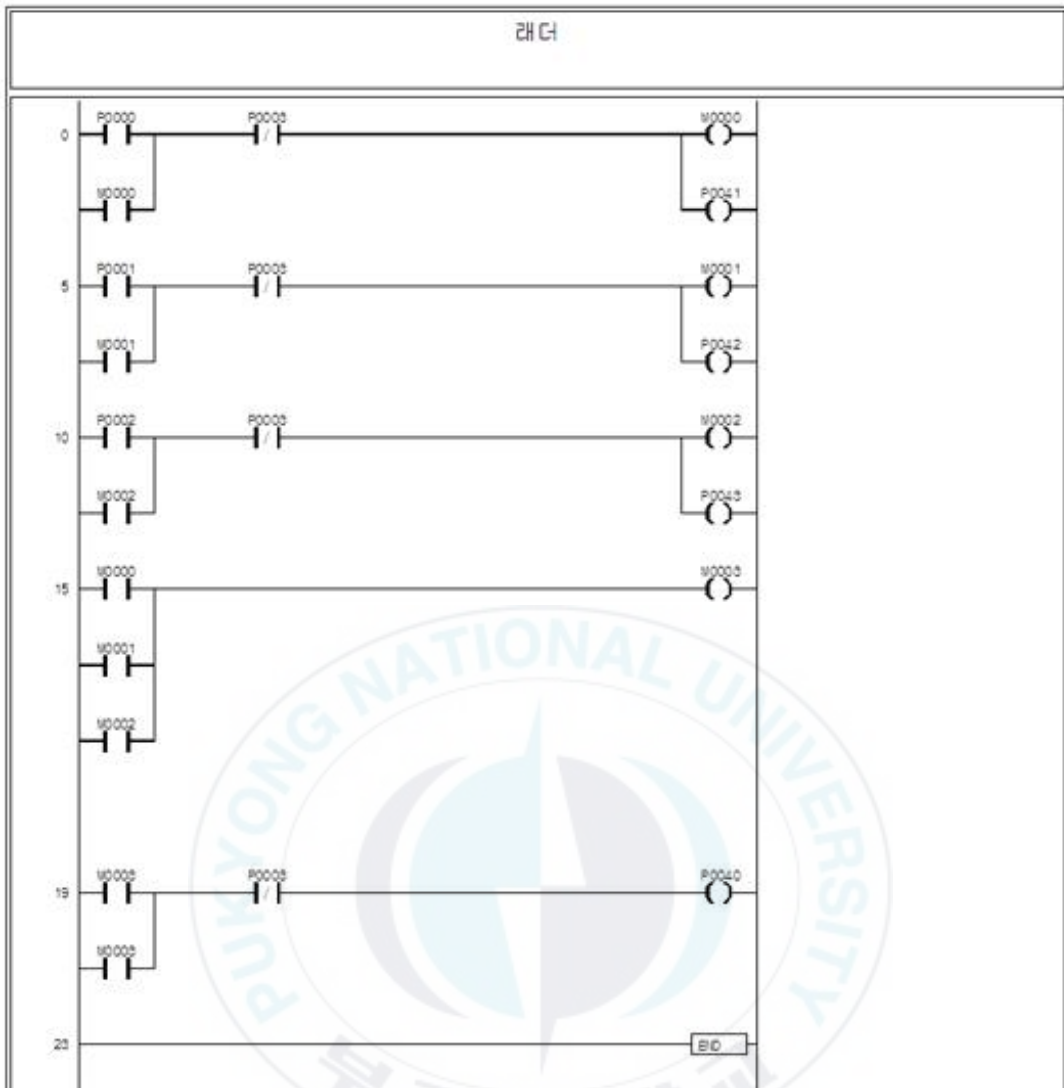 래더
P0000 P0003 M0000
0
M0000 P0041
P0001 P0003 M0001
5
M0001 P0042
P0002 P0003 M0002
10
M0002 P0043
M0000 M0003
15
M0001
M0002
M0003 P0003 P0040
19
M0003
23 END
PUKYONG NATIONAL UNIVERSITY